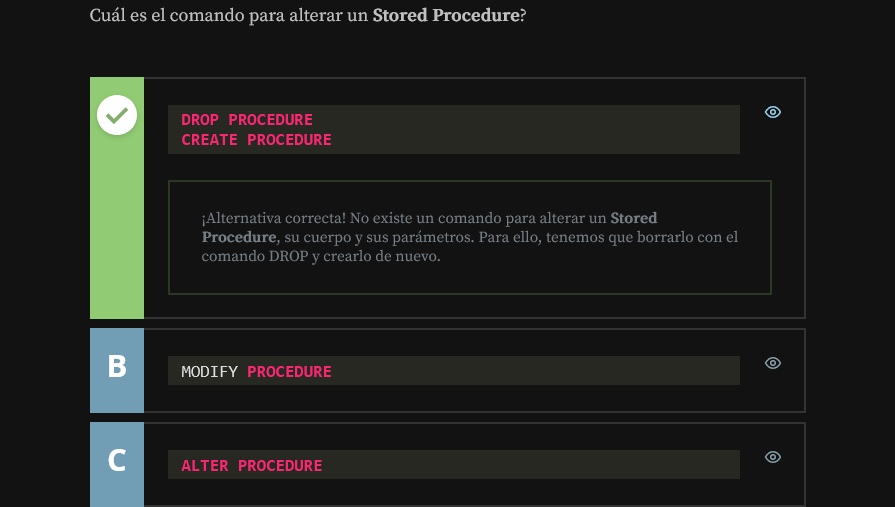 Cuál es el comando para alterar un Stored Procedure?
DROP PROCEDURE
CREATE PROCEDURE
¡Alternativa correcta! No existe un comando para alterar un Stored
Procedure, su cuerpo y sus parámetros. Para ello, tenemos que borrarlo con el
comando DROP y crearlo de nuevo.
B
MODIFY PROCEDURE
C
ALTER PROCEDURE